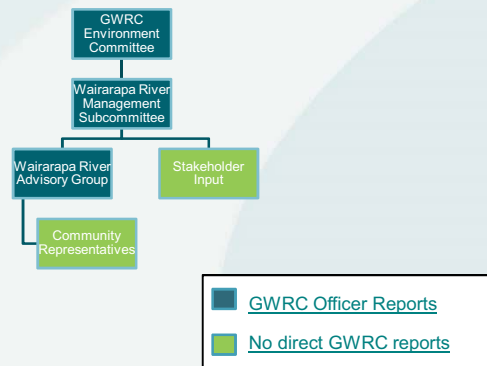 GWRC
Environment
Committee
Wairarapa River
Management
Subcommittee
Wairarapa River
Advisory Group
Stakeholder
Input
Community
Representatives
GWRC Officer Reports
No direct GWRC reports